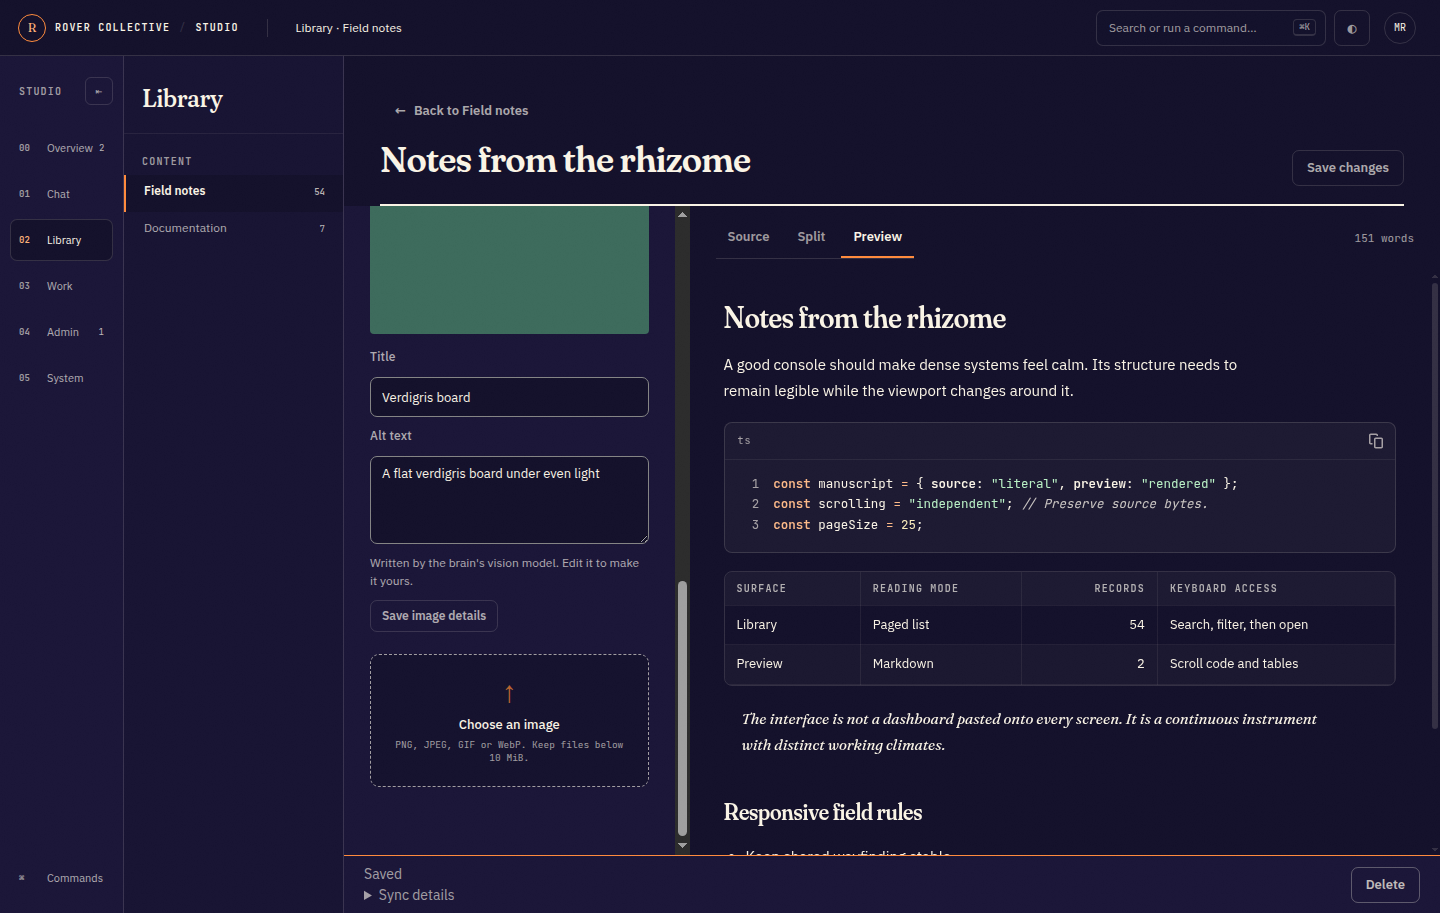 R ROVER COLLECTIVE / STUDIO
Library · Field notes
Search or run a command... ⌘K
MR
STUDIO
00 Overview 2
01 Chat
02 Library
03 Work
04 Admin 1
05 System
⌘ Commands
Library
CONTENT
Field notes 54
Documentation 7
← Back to Field notes
Notes from the rhizome
Save changes
Title
Verdigris board
Alt text
A flat verdigris board under even light
Written by the brain's vision model. Edit it to make
it yours.
Save image details
↑
Choose an image
PNG, JPEG, GIF or WebP. Keep files below
10 MiB.
Source Split Preview
151 words
Notes from the rhizome
A good console should make dense systems feel calm. Its structure needs to
remain legible while the viewport changes around it.
ts
1 const manuscript = { source: "literal", preview: "rendered" };
2 const scrolling = "independent"; // Preserve source bytes.
3 const pageSize = 25;
SURFACE READING MODE RECORDS KEYBOARD ACCESS
Library Paged list 54 Search, filter, then open
Preview Markdown 2 Scroll code and tables
The interface is not a dashboard pasted onto every screen. It is a continuous instrument
with distinct working climates.
Responsive field rules
Keep shared wayfinding stable
Saved
▶ Sync details
Delete